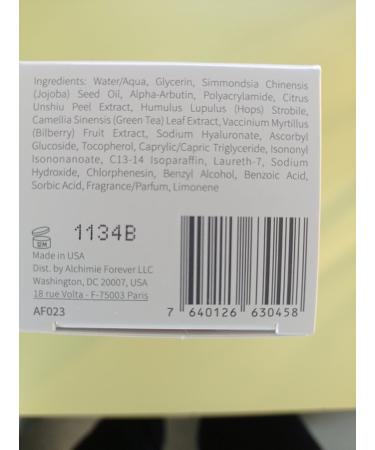 Ingredients: Water/Aqua, Glycerin, Simmondsia Chinensis
(Jojoba) Seed Oil, Alpha-Arbutin, Polyacrylamide, Citrus
Unshiu Peel Extract, Humulus Lupulus (Hops) Strobile,
Camellia Sinensis (Green Tea) Leaf Extract, Vaccinium Myrtillus
(Bilberry) Fruit Extract, Sodium Hyaluronate, Ascorbyl
Glucoside, Tocopherol, Caprylic/Capric Triglyceride, Isononyl
Isononanoate, C13-14 Isoparaffin, Laureth-7, Sodium
Hydroxide, Chlorphenesin, Benzyl Alcohol, Benzoic Acid,
Sorbic Acid, Fragrance/Parfum, Limonene
1134B
Made in USA
Dist. by Alchimie Forever LLC
Washington, DC 20007, USA
18 rue Volta - F-75003 Paris
AF023
7 640126 630458